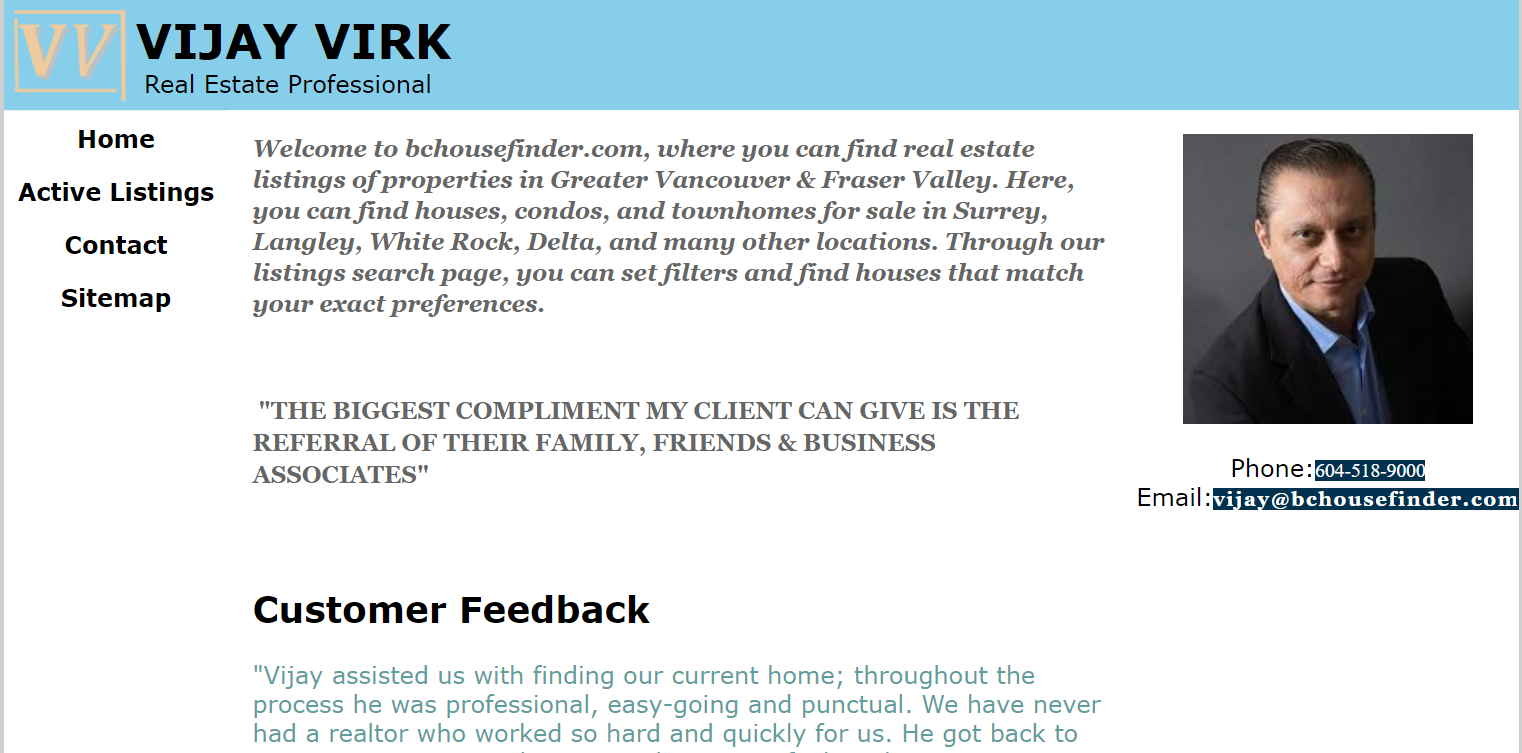 VV VIJAY VIRK
Real Estate Professional
Home
Active Listings
Contact
Sitemap
Welcome to bchousefinder.com, where you can find real estate
listings of properties in Greater Vancouver & Fraser Valley. Here,
you can find houses, condos, and townhomes for sale in Surrey,
Langley, White Rock, Delta, and many other locations. Through our
listings search page, you can set filters and find houses that match
your exact preferences.
"THE BIGGEST COMPLIMENT MY CLIENT CAN GIVE IS THE
REFERRAL OF THEIR FAMILY, FRIENDS & BUSINESS
ASSOCIATES"
Phone:604-518-9000
Email:vijay@bchousefinder.com
Customer Feedback
"Vijay assisted us with finding our current home; throughout the
process he was professional, easy-going and punctual. We have never
had a realtor who worked so hard and quickly for us. He got back to